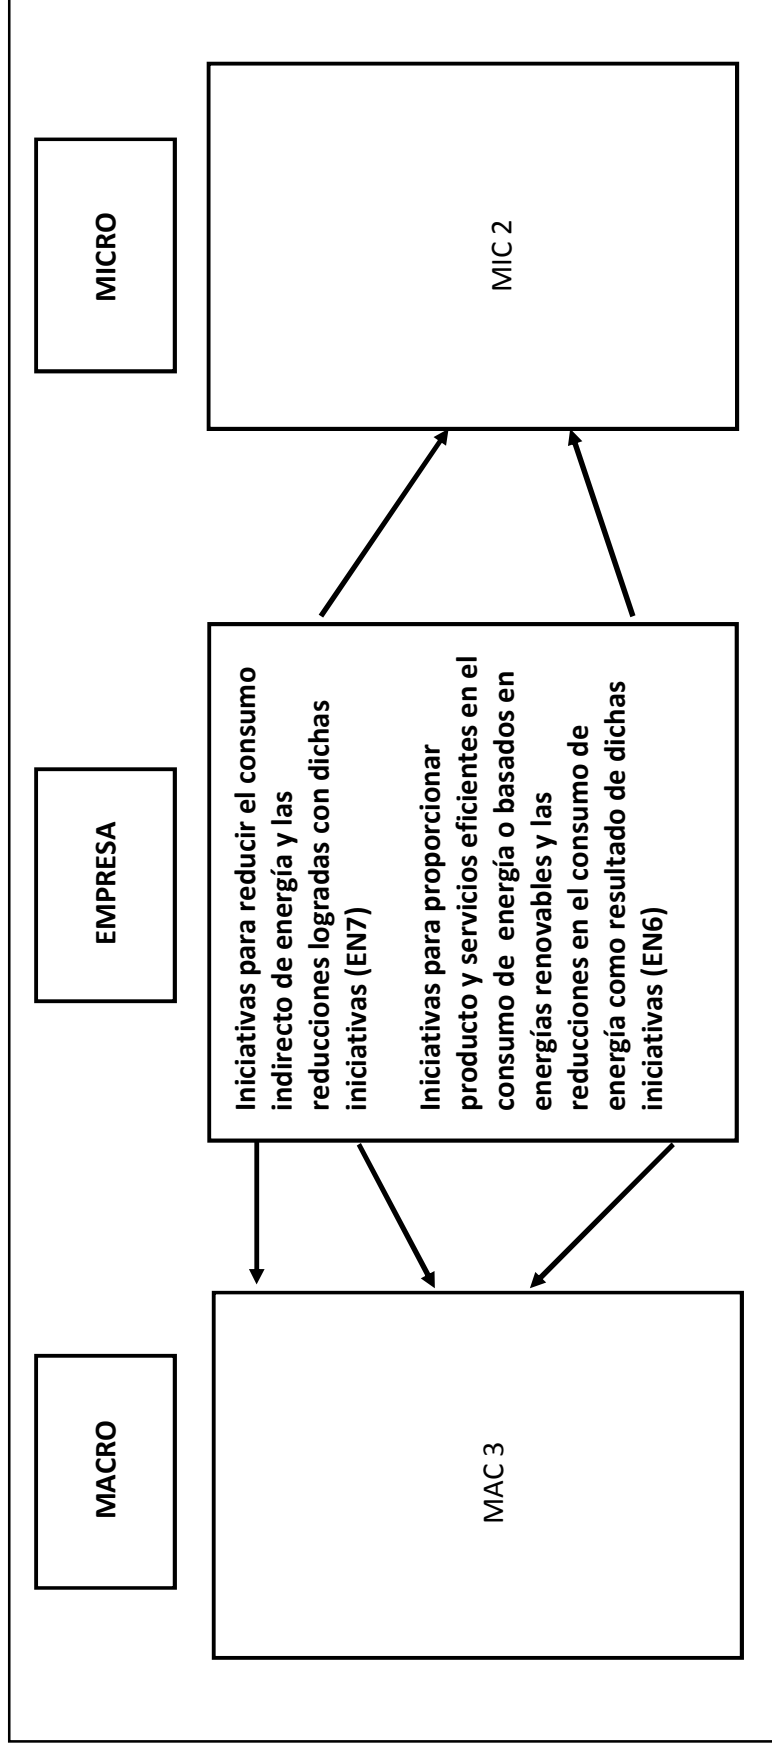 MACRO
EMPRESA
MICRO
MAC 3
Iniciativas para reducir el consumo
indirecto de energía y las
reducciones logradas con dichas
iniciativas (EN7)
Iniciativas para proporcionar
producto y servicios eficientes en el
consumo de energía o basados en
energías renovables y las
reducciones en el consumo de
energía como resultado de dichas
iniciativas (EN6)
MIC 2